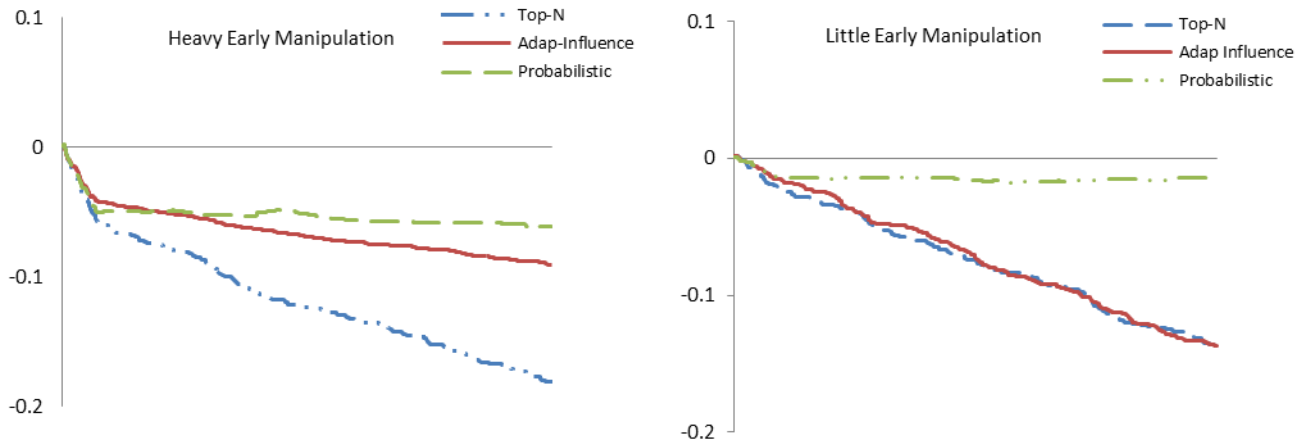 0.1
Heavy Early Manipulation
Top-N
Adap-Influence
Probabilistic
0
-0.1
-0.2
0.1
Little Early Manipulation
Top-N
Adap Influence
Probabilistic
0
-0.1
-0.2